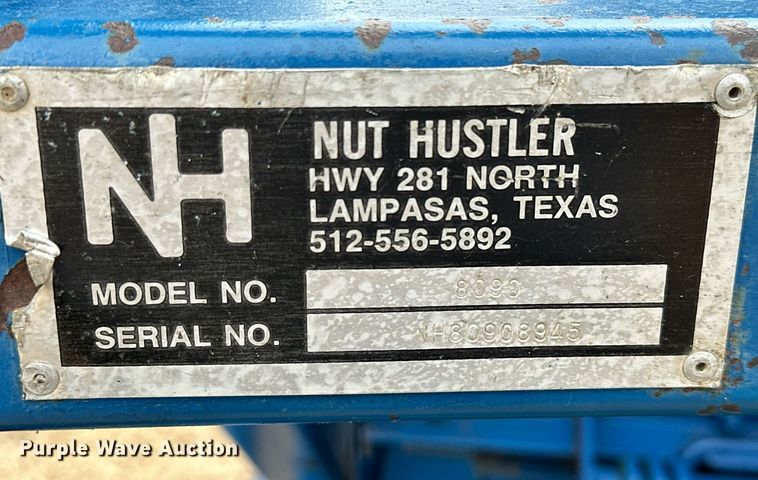 NH
NUT HUSTLER
HWY 281 NORTH
LAMPASAS, TEXAS
512-556-5892
MODEL NO. 8090
SERIAL NO. NH80908945
Purple Wave Auction